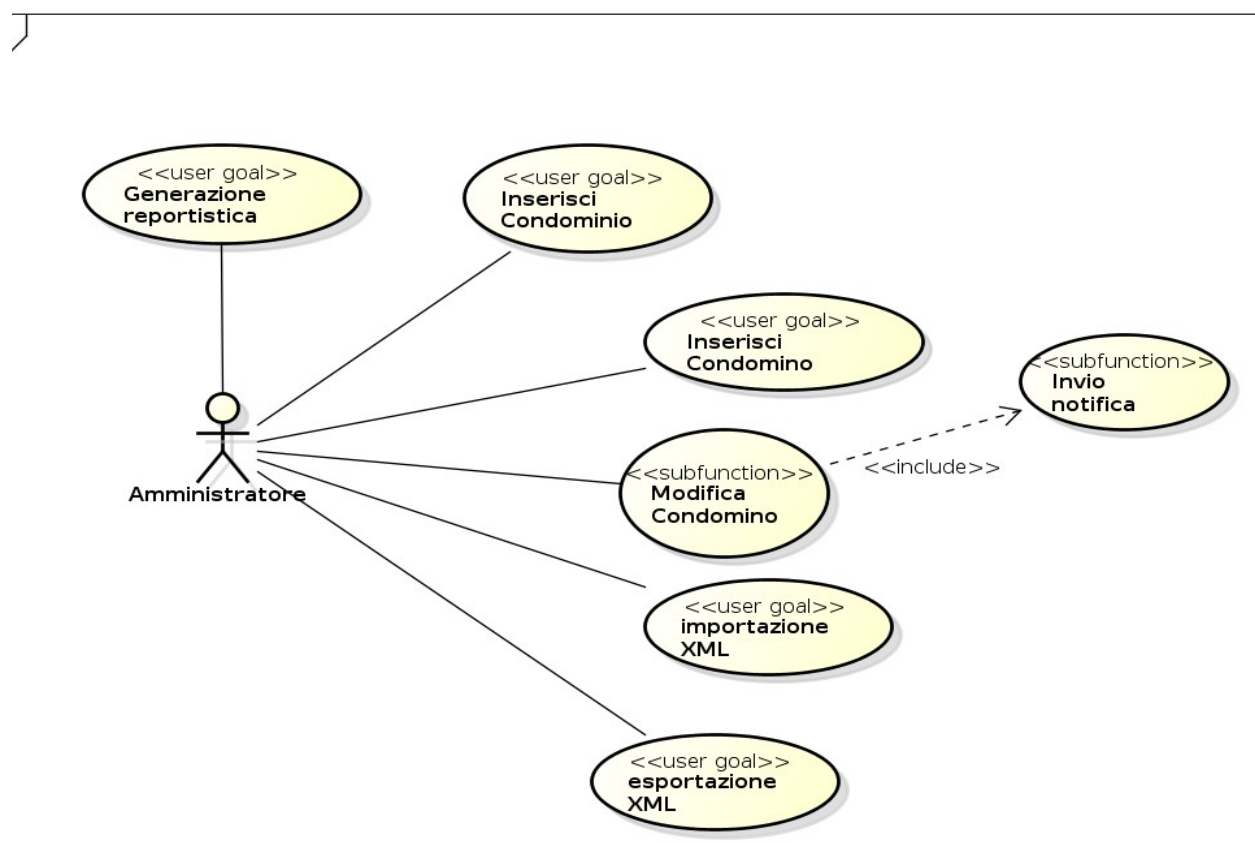 <<user goal>>
Generazione
reportistica
<<user goal>>
Inserisci
Condominio
<<user goal>>
Inserisci
Condomino
<<subfunction>>
Invio
notifica
<<include>>
<<subfunction>>
Modifica
Condomino
Amministratore
<<user goal>>
importazione
XML
<<user goal>>
esportazione
XML